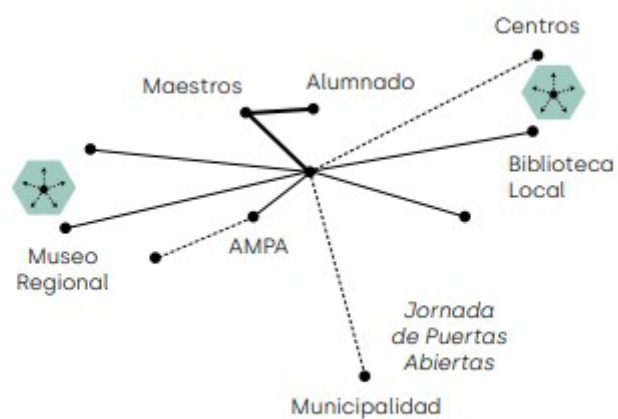 Centros
Maestros
Alumnado
Biblioteca
Local
Museo
Regional
AMPA
Jornada
de Puertas
Abiertas
Municipalidad